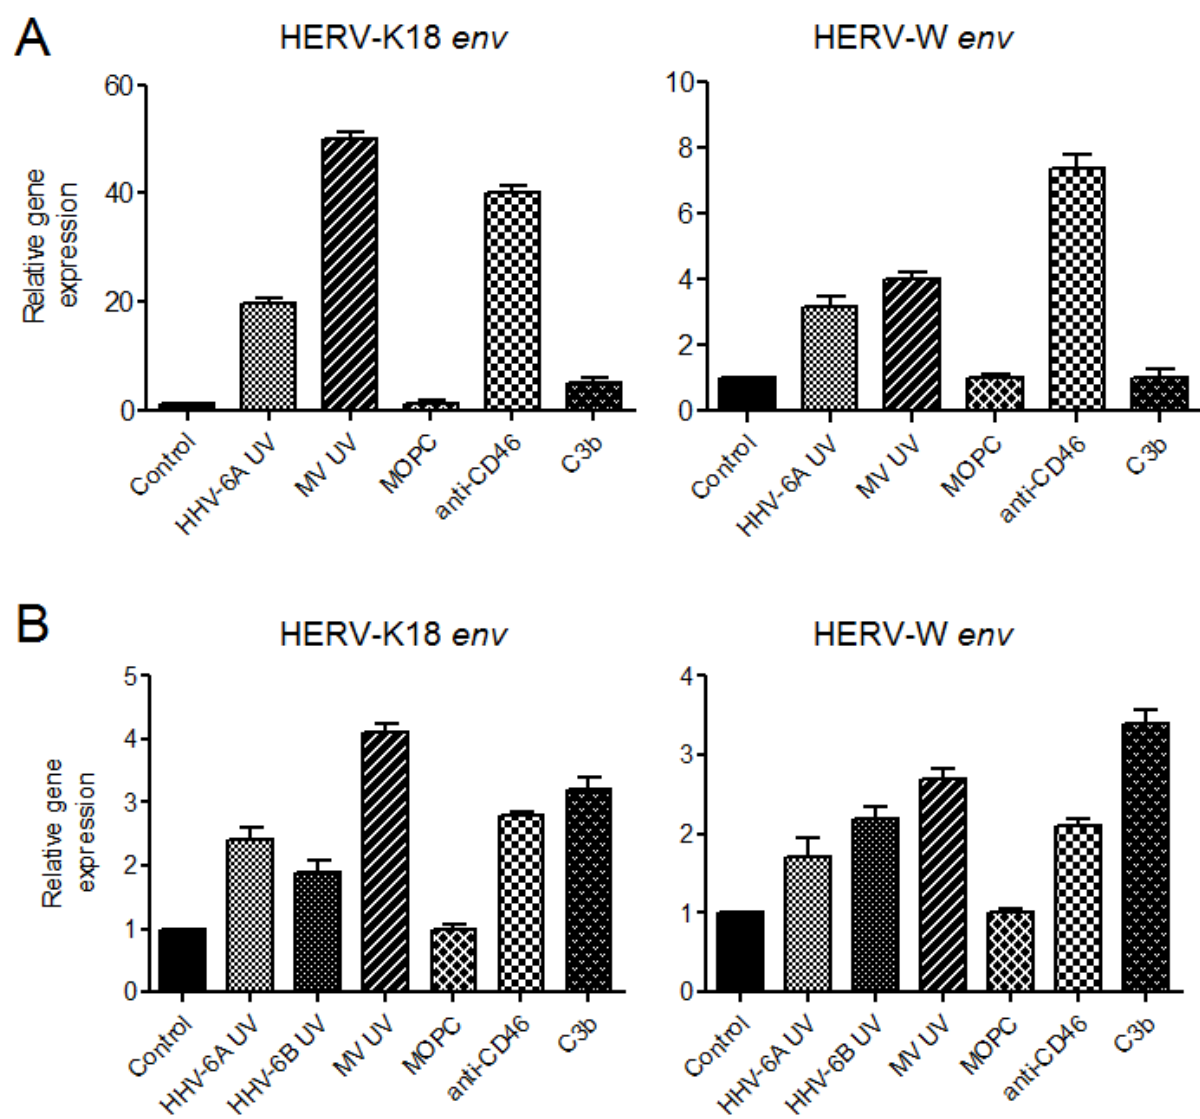 A
HERV-K18 env
HERV-W env
Relative gene
expression
60
40
20
0
Control
HHV-6A UV
MV UV
MOPC
anti-CD46
C3b
10
8
6
4
2
0
Control
HHV-6A UV
MV UV
MOPC
anti-CD46
C3b
B
HERV-K18 env
HERV-W env
Relative gene
expression
5
4
3
2
1
0
Control
HHV-6A UV
HHV-6B UV
MV UV
MOPC
anti-CD46
C3b
4
3
2
1
0
Control
HHV-6A UV
HHV-6B UV
MV UV
MOPC
anti-CD46
C3b